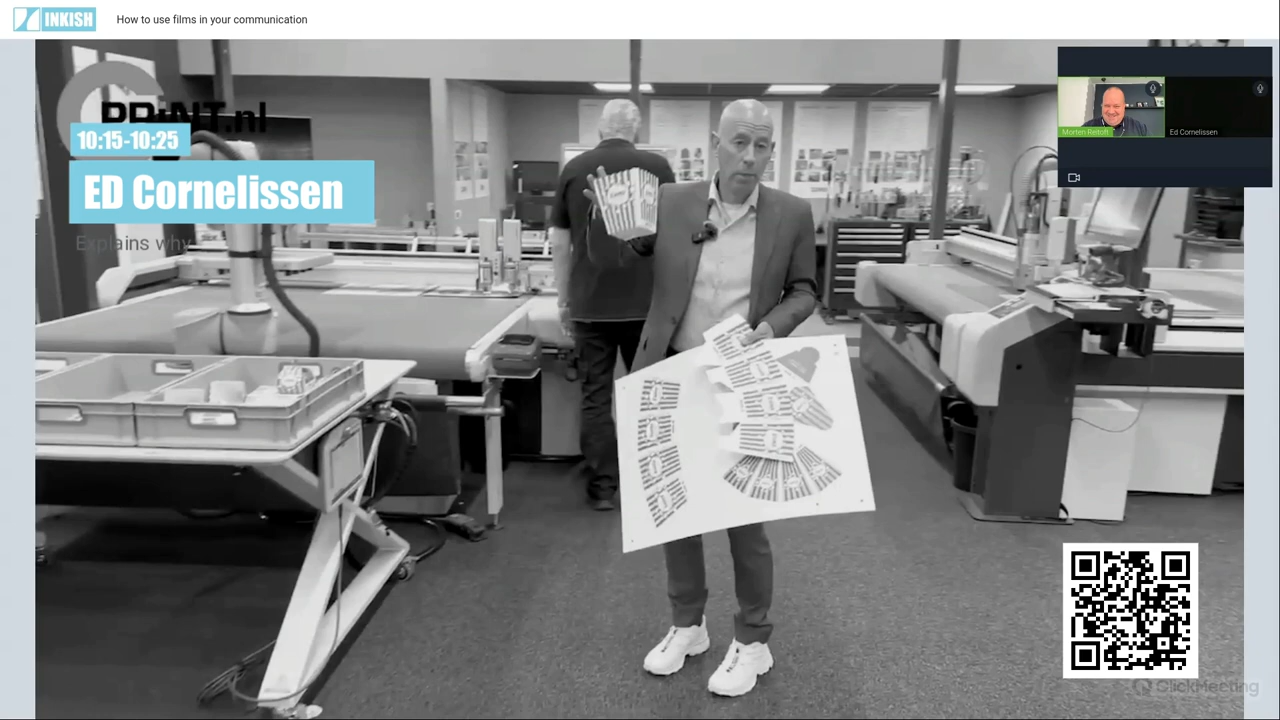 INKISH
How to use films in your communication
PRiNT.nl
10:15-10:25
ED Cornelissen
Explains why
Morten Reitoft
Ed Cornelissen
ClickMeeting